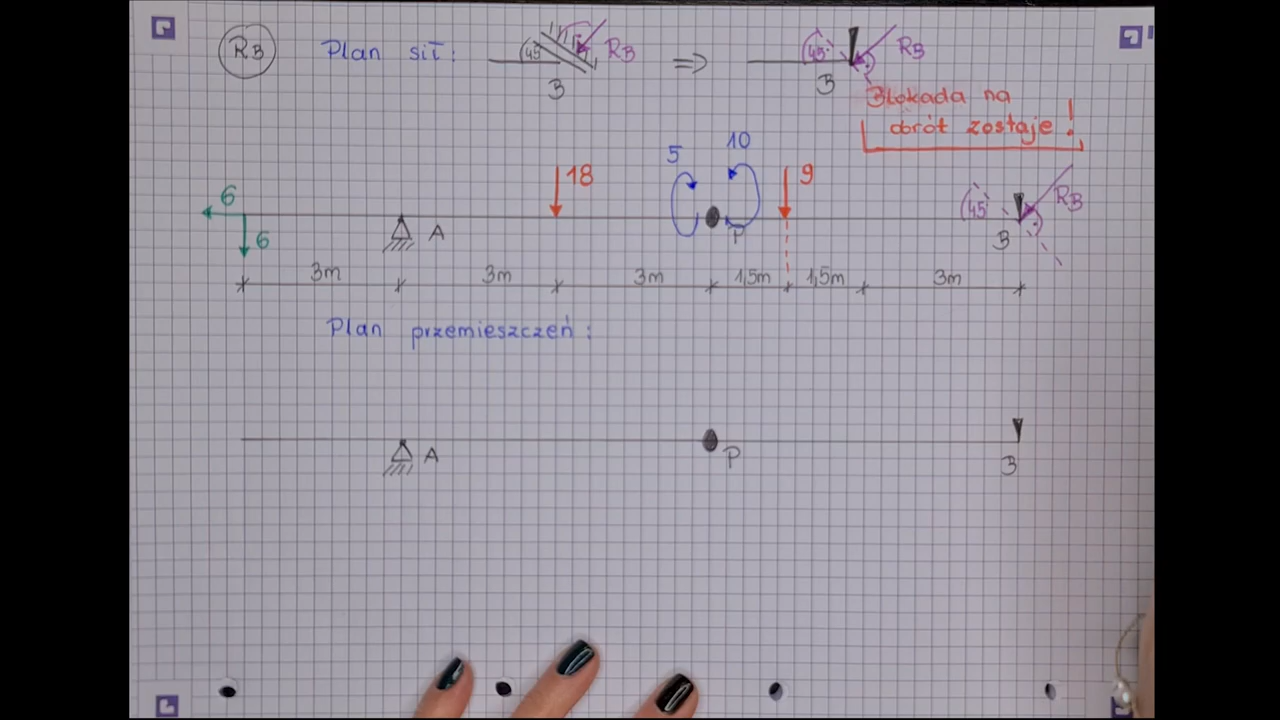 RB Plan sił: 45° RB ⇒ 45° RB
B B
Blokada na
obrót zostaje!
5 10
6 18 9 45° RB
6 A P B
3m 3m 3m 1,5m 1,5m 3m
Plan przemieszczeń:
A P B